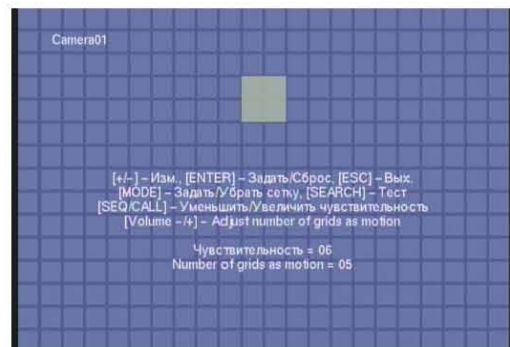 Camera01
[+/-] – Изм., [ENTER] – Задать/Сброс, [ESC] – Вых.
[MODE] – Задать/Убрать сетку, [SEARCH] – Тест
[SEQ/CALL] – Уменьшить/Увеличить чувствительность
[Volume -/+] – Adjust number of grids as motion
Чувствительность = 06
Number of grids as motion = 05